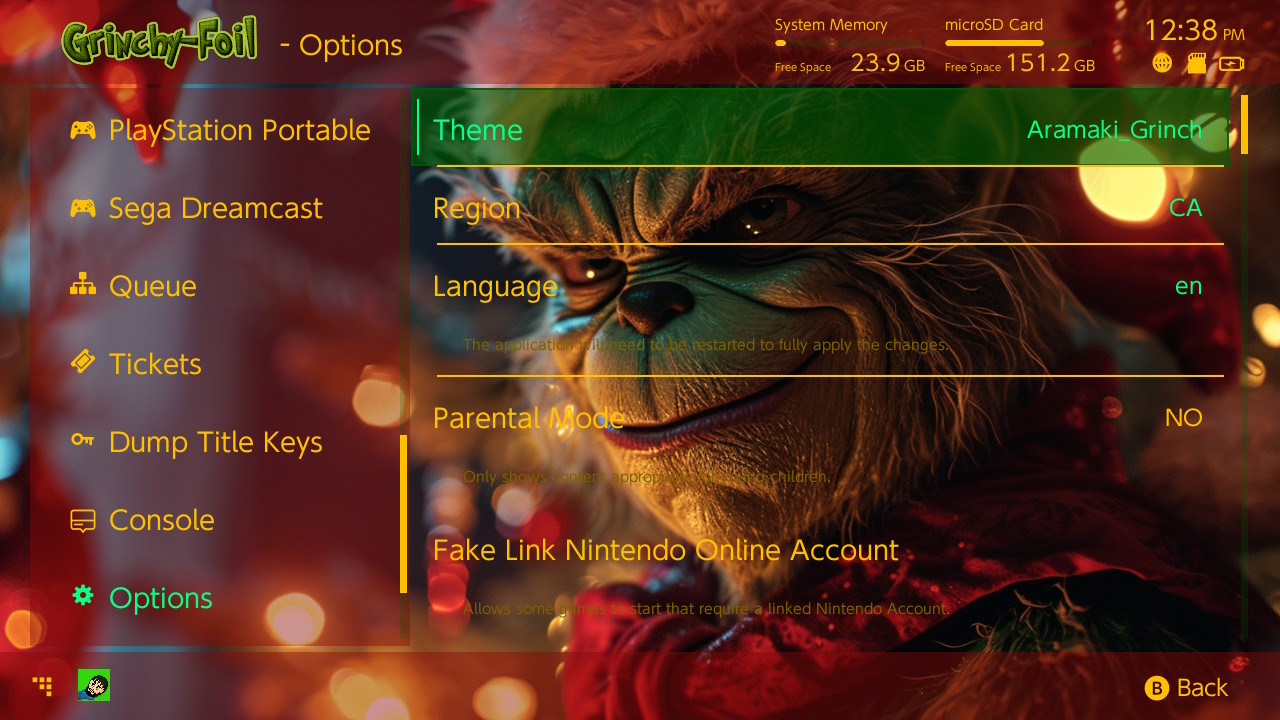 Grinchy-Foil
- Options
System Memory
Free Space 23.9 GB
microSD Card
Free Space 151.2 GB
12:38 PM
PlayStation Portable
Sega Dreamcast
Queue
Tickets
Dump Title Keys
Console
Options
Theme Aramaki_Grinch
Region CA
Language en
The application will need to be restarted to fully apply the changes.
Parental Mode NO
Only shows content appropriate for young children.
Fake Link Nintendo Online Account
Allows some games to start that require a linked Nintendo Account.
B Back